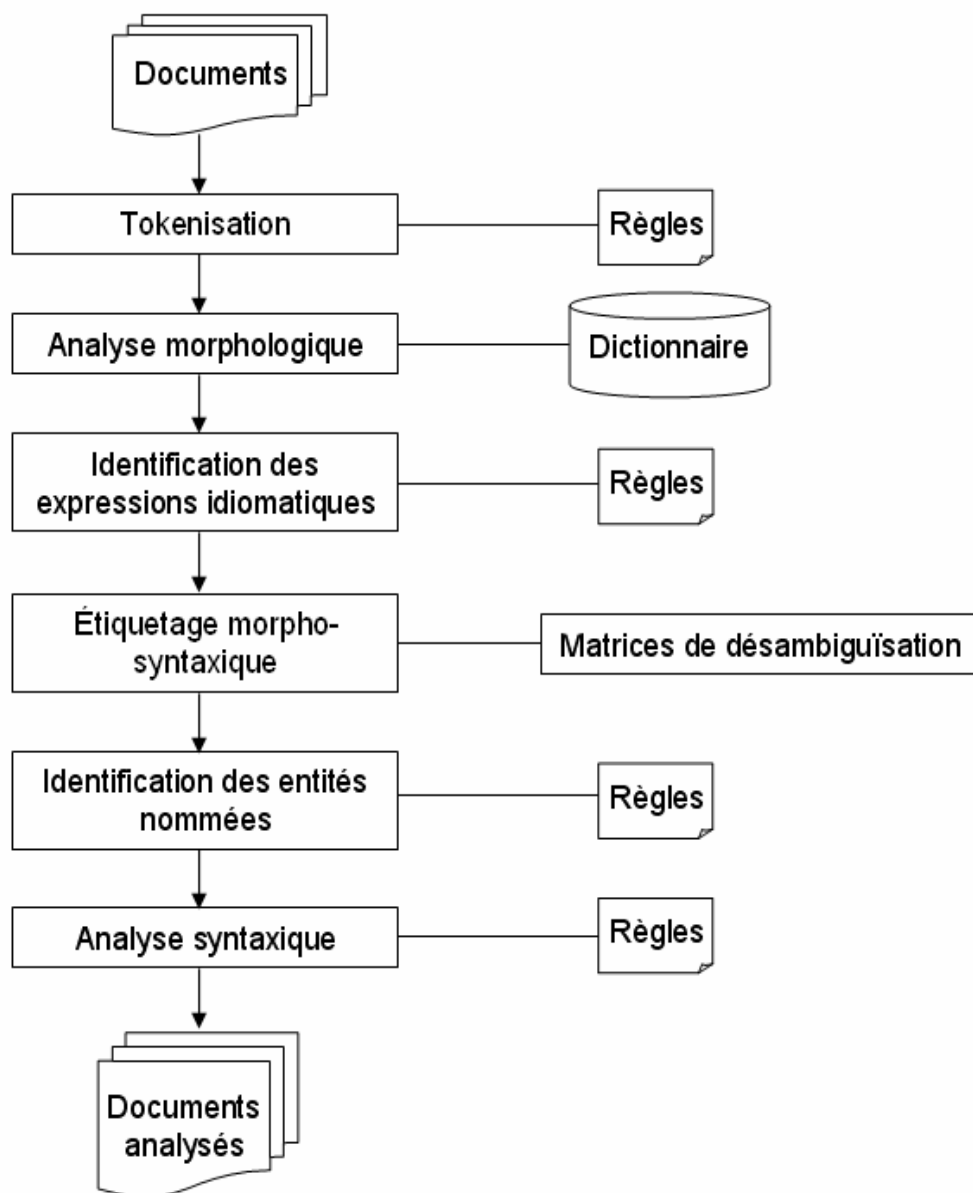 Documents
Tokenisation
Règles
Analyse morphologique
Dictionnaire
Identification des
expressions idiomatiques
Règles
Étiquetage morpho-
syntaxique
Matrices de désambiguïsation
Identification des entités
nommées
Règles
Analyse syntaxique
Règles
Documents
analysés